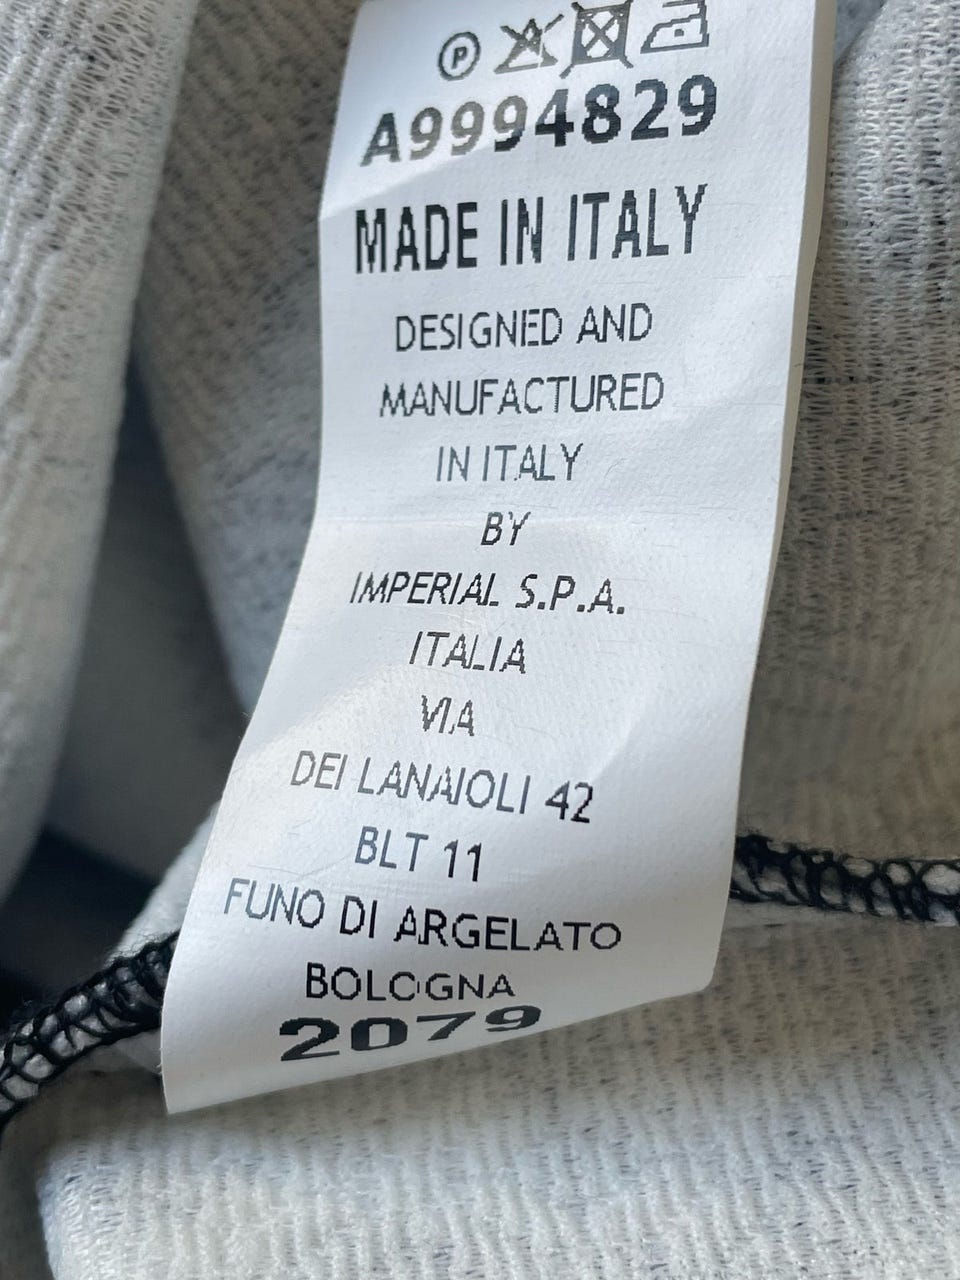 P
A9994829
MADE IN ITALY
DESIGNED AND
MANUFACTURED
IN ITALY
BY
IMPERIAL S.P.A.
ITALIA
VIA
DEI LANAIOLI 42
BLT 11
FUNO DI ARGELATO
BOLOGNA
2079